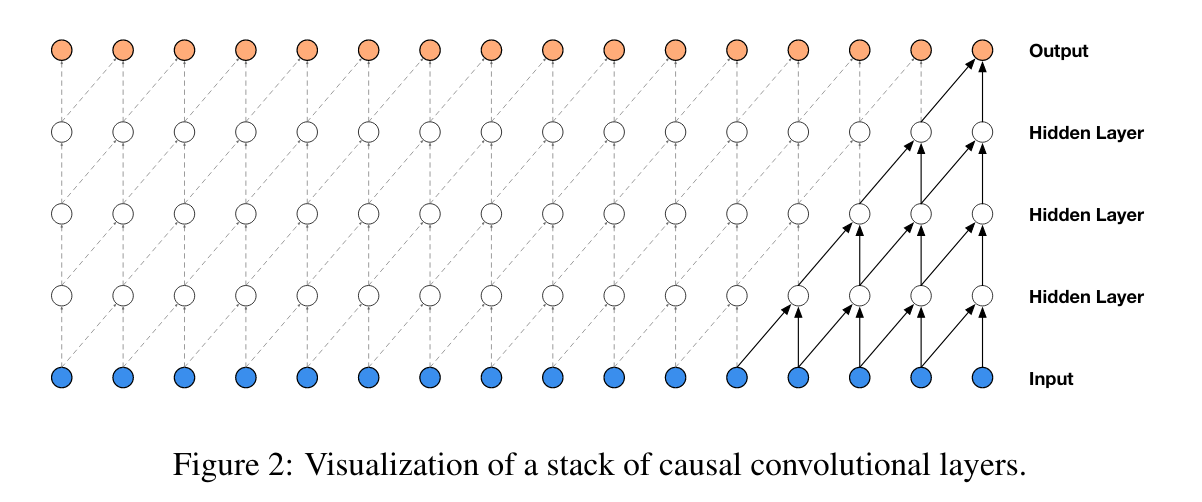 Output
Hidden Layer
Hidden Layer
Hidden Layer
Input
Figure 2: Visualization of a stack of causal convolutional layers.